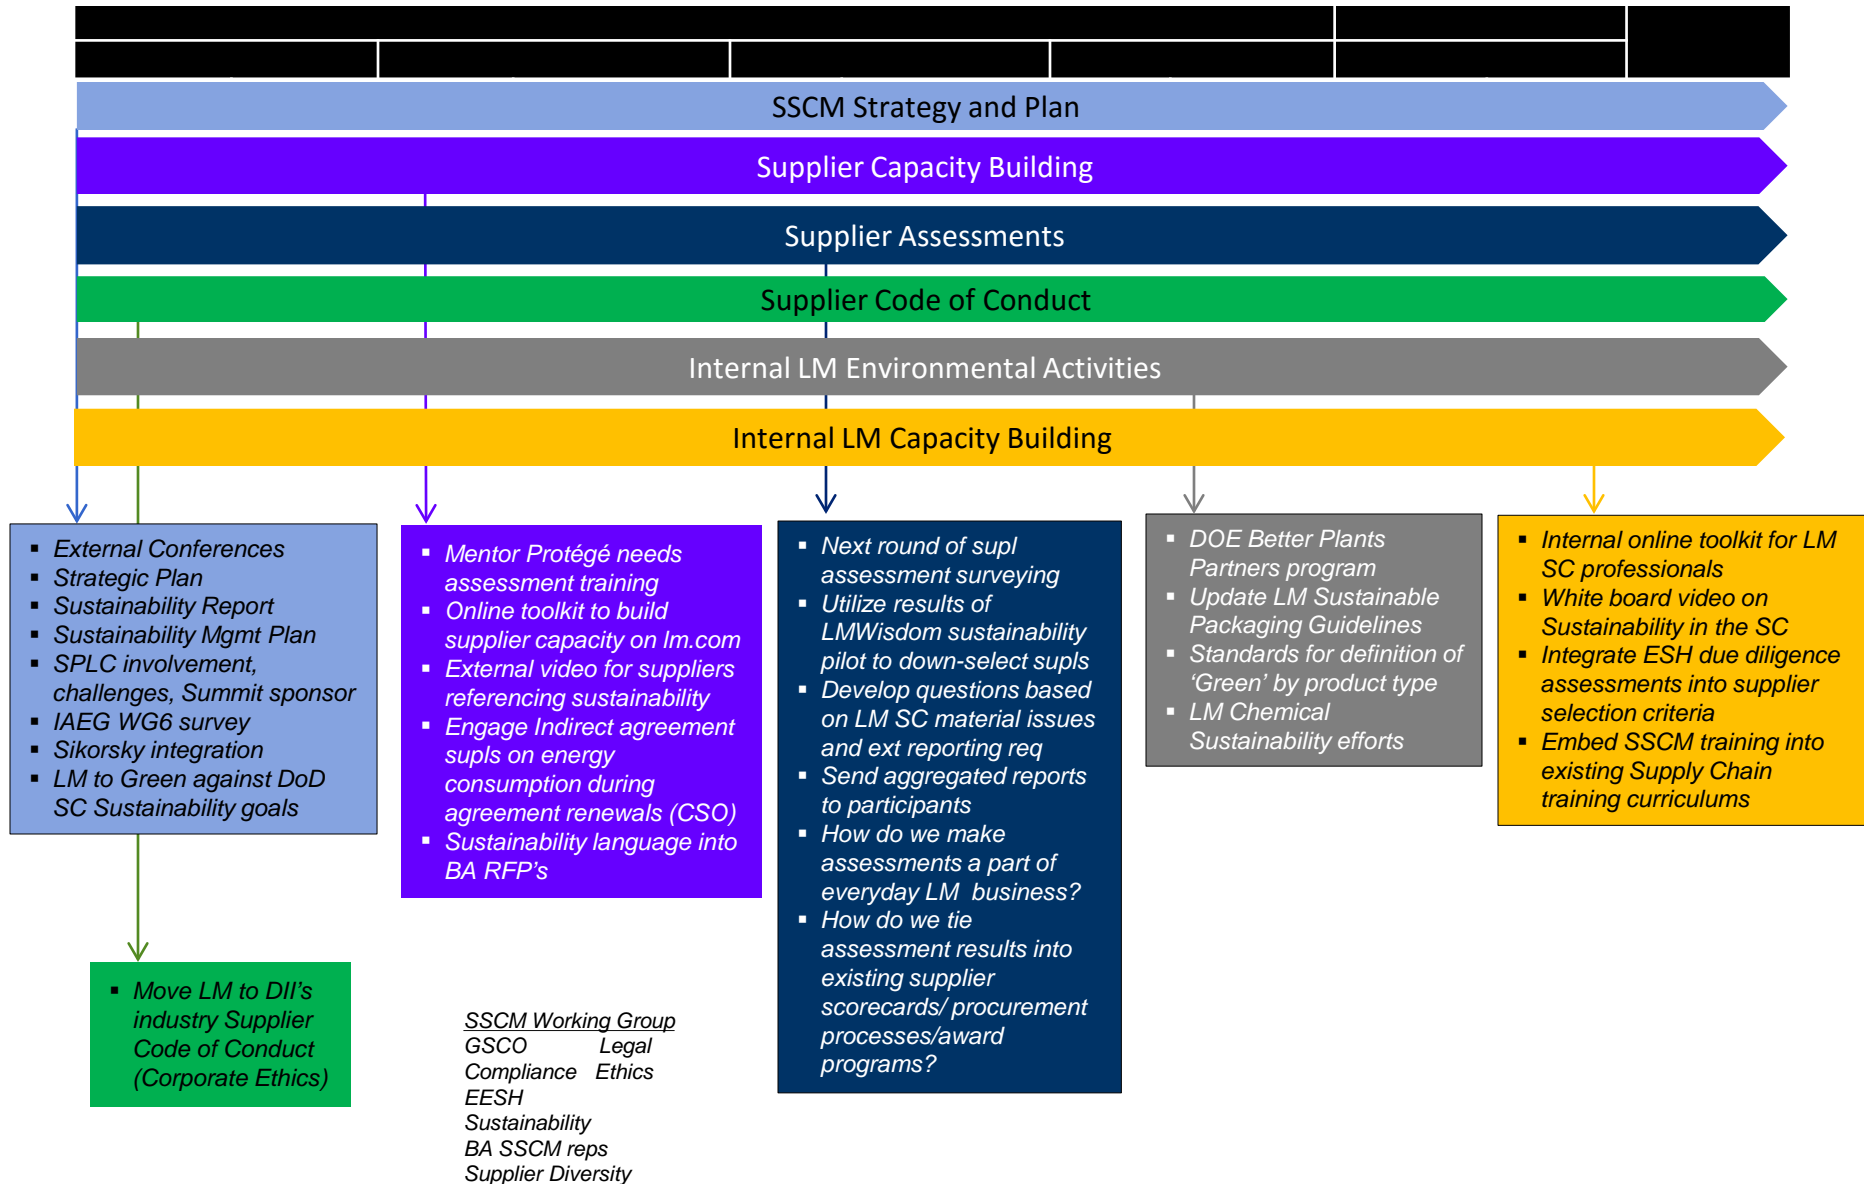 SSCM Strategy and Plan
Supplier Capacity Building
Supplier Assessments
Supplier Code of Conduct
Internal LM Environmental Activities
Internal LM Capacity Building
▪ External Conferences
▪ Strategic Plan
▪ Sustainability Report
▪ Sustainability Mgmt Plan
▪ SPLC involvement,
challenges, Summit sponsor
▪ IAEG WG6 survey
▪ Sikorsky integration
▪ LM to Green against DoD
SC Sustainability goals
▪ Move LM to DII's
industry Supplier
Code of Conduct
(Corporate Ethics)
▪ Mentor Protégé needs
assessment training
▪ Online toolkit to build
supplier capacity on lm.com
▪ External video for suppliers
referencing sustainability
▪ Engage Indirect agreement
supls on energy
consumption during
agreement renewals (CSO)
▪ Sustainability language into
BA RFP's
SSCM Working Group
GSCO Legal
Compliance Ethics
EESH
Sustainability
BA SSCM reps
Supplier Diversity
▪ Next round of supl
assessment surveying
▪ Utilize results of
LMWisdom sustainability
pilot to down-select supls
▪ Develop questions based
on LM SC material issues
and ext reporting req
▪ Send aggregated reports
to participants
▪ How do we make
assessments a part of
everyday LM business?
▪ How do we tie
assessment results into
existing supplier
scorecards/ procurement
processes/award
programs?
▪ DOE Better Plants
Partners program
▪ Update LM Sustainable
Packaging Guidelines
▪ Standards for definition of
'Green' by product type
▪ LM Chemical
Sustainability efforts
▪ Internal online toolkit for LM
SC professionals
▪ White board video on
Sustainability in the SC
▪ Integrate ESH due diligence
assessments into supplier
selection criteria
▪ Embed SSCM training into
existing Supply Chain
training curriculums